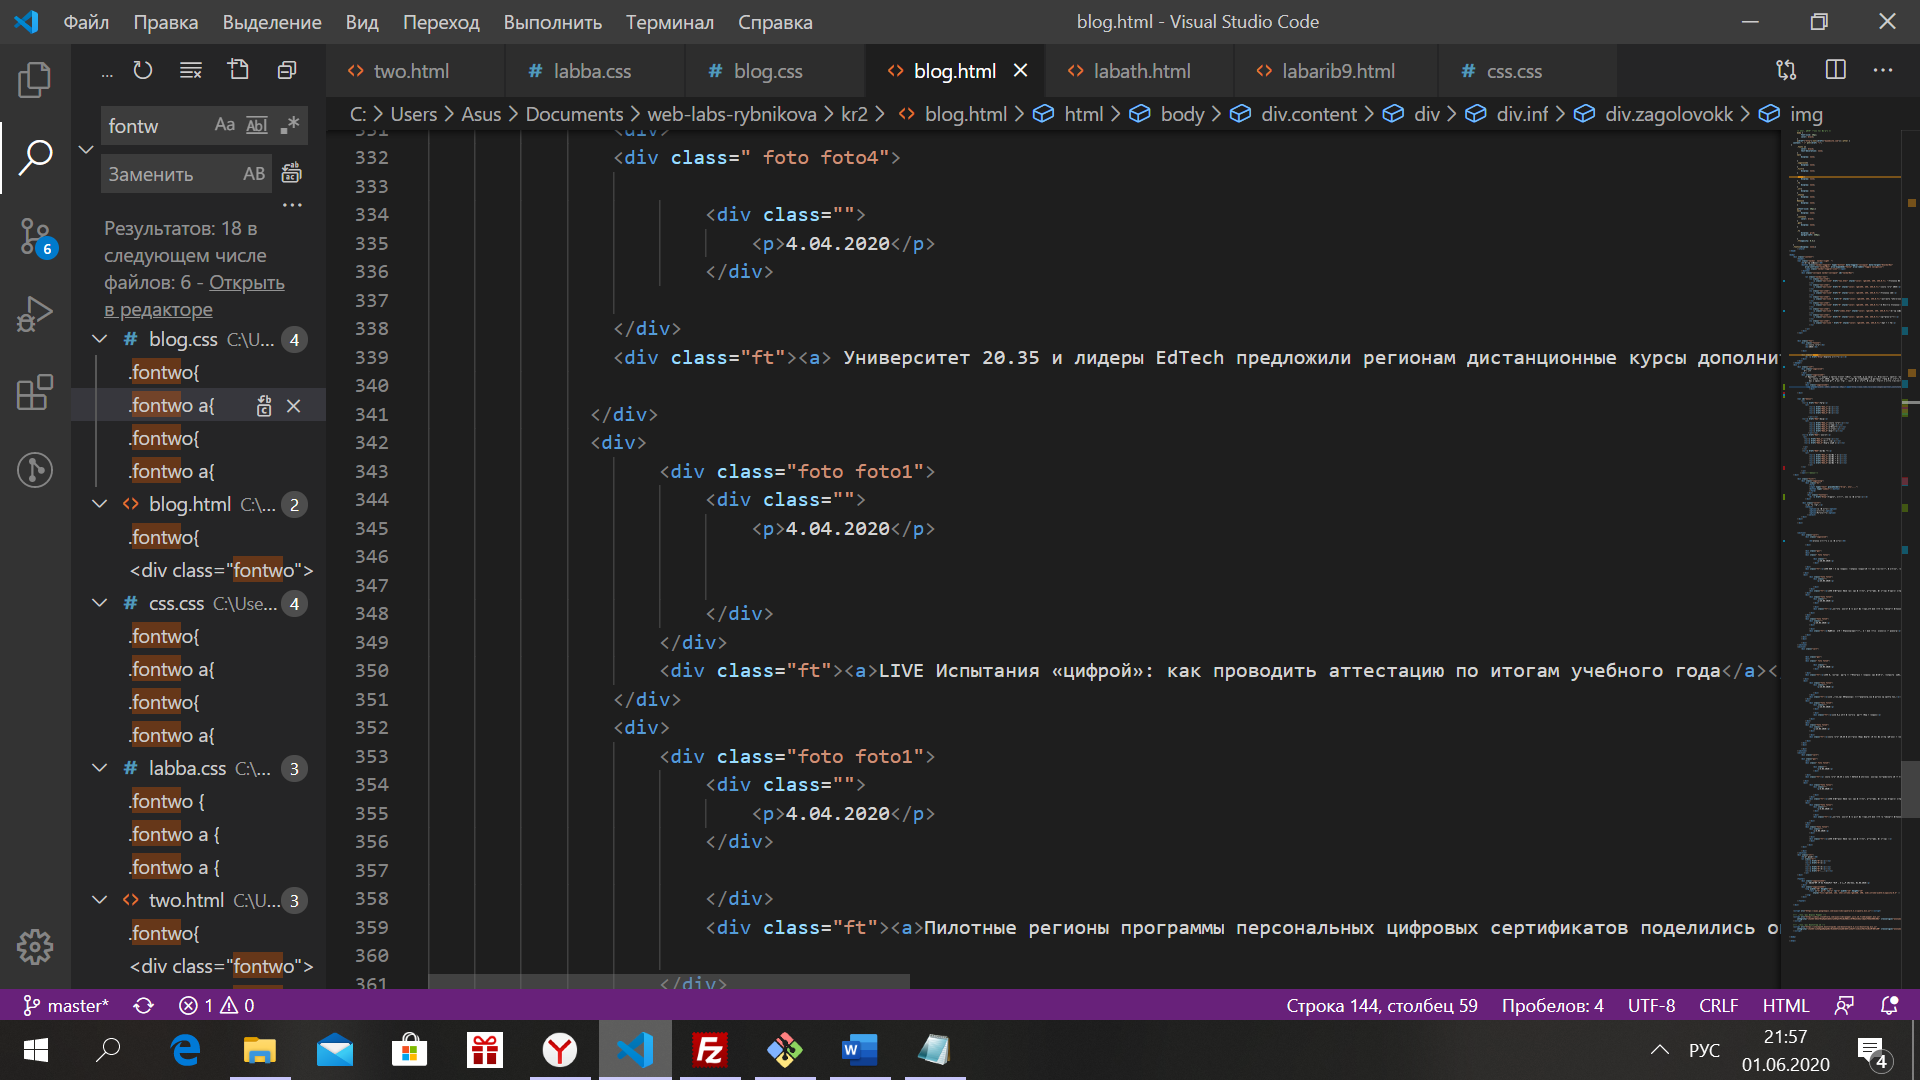 Файл Правка Выделение Вид Переход Выполнить Терминал Справка
blog.html - Visual Studio Code
...
two.html
labba.css
blog.css
blog.html
labath.html
labarib9.html
css.css
C: > Users > Asus > Documents > web-labs-rybnikova > kr2 > blog.html > html > body > div.content > div > div.inf > div.zagolovokk > img
fontw Aa Abl .*
Заменить AB
Результатов: 18 в
следующем числе
файлов: 6 - Открыть
в редакторе
blog.css C:\U... 4
.fontwo{
.fontwo a{
.fontwo{
.fontwo a{
blog.html C:\... 2
.fontwo{
<div class="fontwo">
css.css C:\Use... 4
.fontwo{
.fontwo a{
.fontwo{
.fontwo a{
labba.css C:\... 3
.fontwo {
.fontwo a {
.fontwo a {
two.html C:\U... 3
.fontwo{
<div class="fontwo">
331 <div>
332 <div class=" foto foto4">
333
334 <div class="">
335 <p>4.04.2020</p>
336 </div>
337
338 </div>
339 <div class="ft"><a> Университет 20.35 и лидеры EdTech предложили регионам дистанционные курсы дополни
340
341 </div>
342 <div>
343 <div class="foto foto1">
344 <div class="">
345 <p>4.04.2020</p>
346
347
348 </div>
349 </div>
350 <div class="ft"><a>LIVE Испытания «цифрой»: как проводить аттестацию по итогам учебного года</a><
351 </div>
352 <div>
353 <div class="foto foto1">
354 <div class="">
355 <p>4.04.2020</p>
356 </div>
357
358 </div>
359 <div class="ft"><a>Пилотные регионы программы персональных цифровых сертификатов поделились о
360
361 </div>
master* 1 0
Строка 144, столбец 59 Пробелов: 4 UTF-8 CRLF HTML
6
РУС
21:57
01.06.2020
4